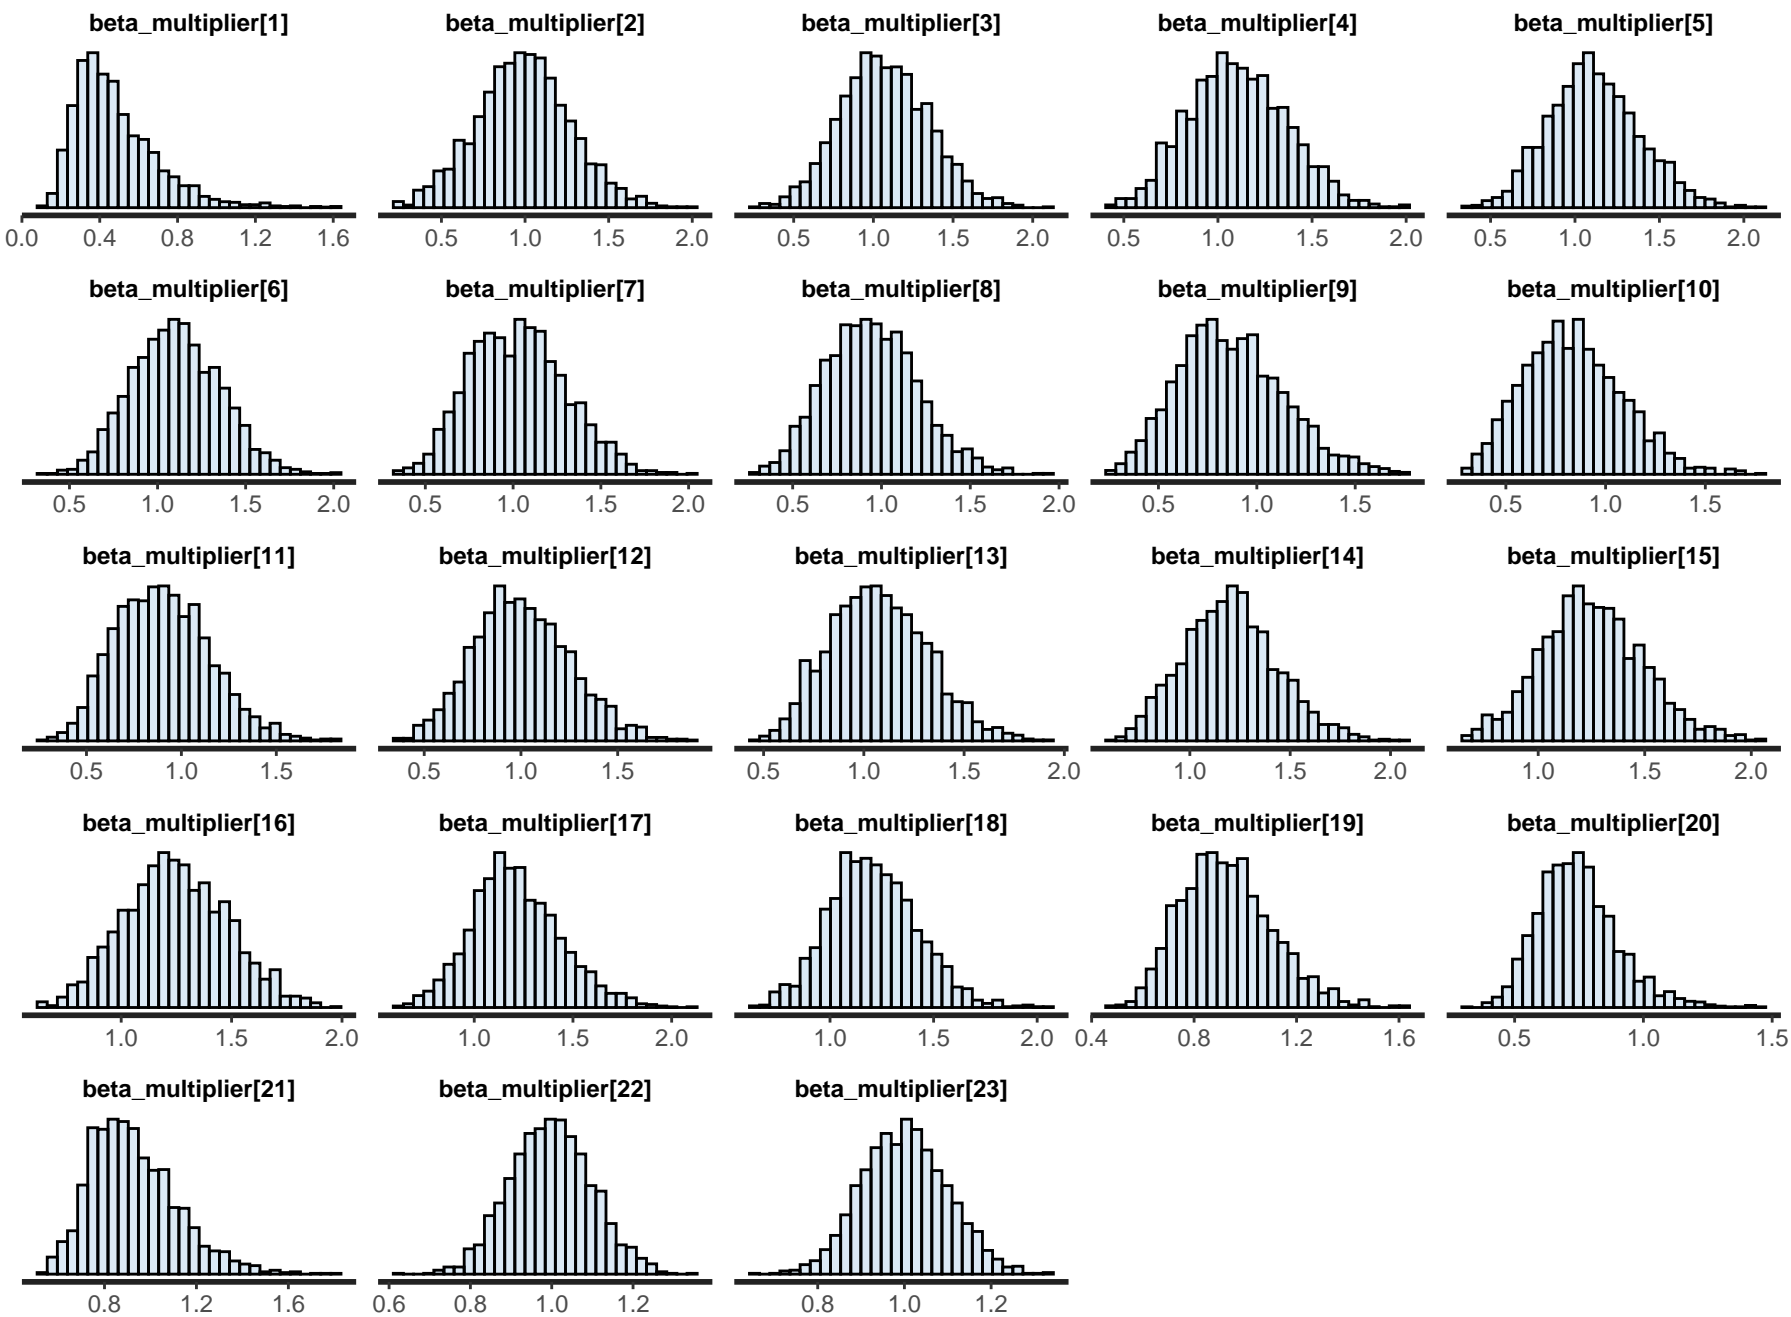 beta_multiplier[1] beta_multiplier[2] beta_multiplier[3] beta_multiplier[4] beta_multiplier[5]
0.0 0.4 0.8 1.2 1.6 0.5 1.0 1.5 2.0 0.5 1.0 1.5 2.0 0.5 1.0 1.5 2.0 0.5 1.0 1.5 2.0
beta_multiplier[6] beta_multiplier[7] beta_multiplier[8] beta_multiplier[9] beta_multiplier[10]
0.5 1.0 1.5 2.0 0.5 1.0 1.5 2.0 0.5 1.0 1.5 2.0 0.5 1.0 1.5 0.5 1.0 1.5
beta_multiplier[11] beta_multiplier[12] beta_multiplier[13] beta_multiplier[14] beta_multiplier[15]
0.5 1.0 1.5 0.5 1.0 1.5 0.5 1.0 1.5 2.0 1.0 1.5 2.0 1.0 1.5 2.0
beta_multiplier[16] beta_multiplier[17] beta_multiplier[18] beta_multiplier[19] beta_multiplier[20]
1.0 1.5 2.0 1.0 1.5 2.0 1.0 1.5 2.0 0.4 0.8 1.2 1.6 0.5 1.0 1.5
beta_multiplier[21] beta_multiplier[22] beta_multiplier[23]
0.8 1.2 1.6 0.6 0.8 1.0 1.2 0.8 1.0 1.2